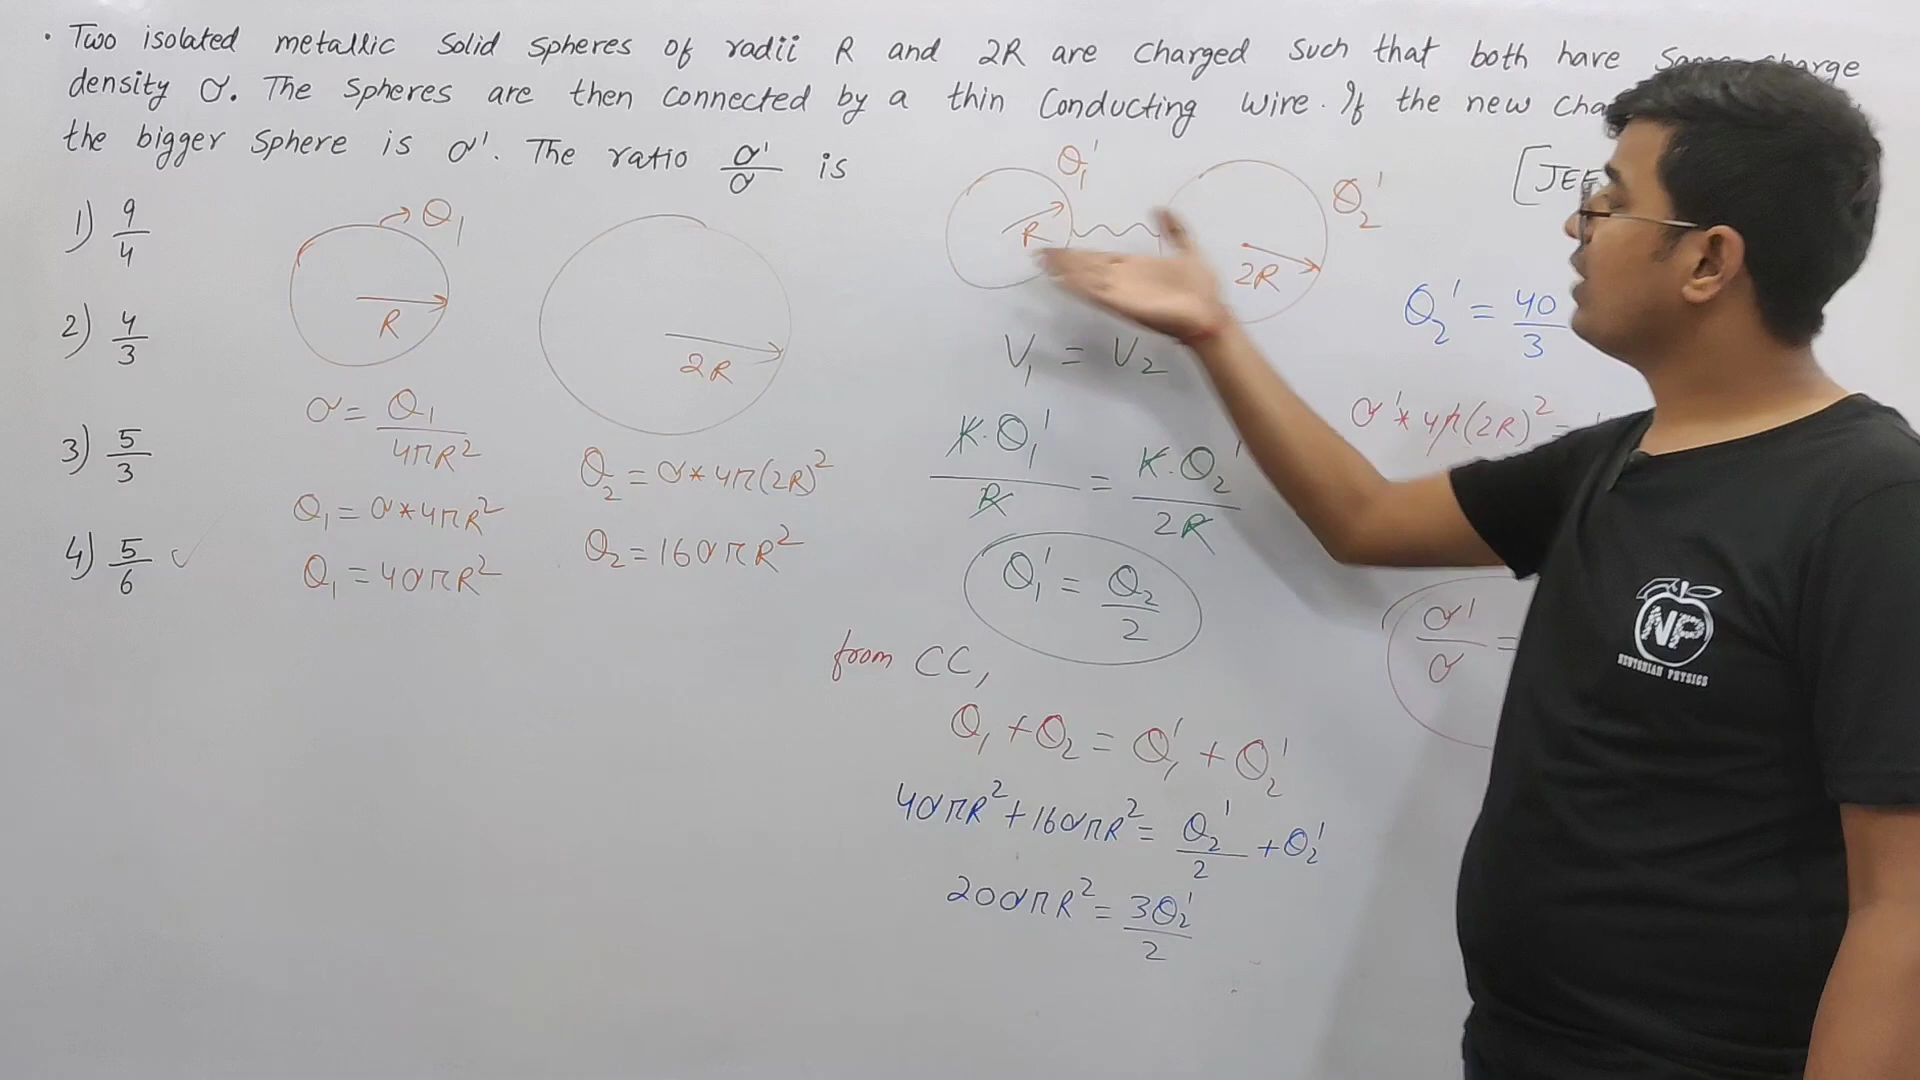 • Two isolated metallic solid spheres of radii R and 2R are charged such that both have charge
density σ. The spheres are then connected by a thin conducting wire. If the new
the bigger sphere is σ'. The ratio σ'/σ is
[JEE
1) 9/4
2) 4/3
3) 5/3
4) 5/6 ✓
Q₁
R
σ = Q₁/4πR²
Q₁ = σ*4πR²
Q₁ = 4σπR²
2R
Q₂ = σ*4π(2R)²
Q₂ = 16σπR²
Q₁'
R
Q₂'
2R
V₁ = V₂
K.Q₁'/R = K.Q₂'/2R
Q₁' = Q₂/2
from CC,
Q₁ + Q₂ = Q₁' + Q₂'
4σπR² + 16σπR² = Q₂'/2 + Q₂'
20σπR² = 3Q₂'/2
Q₂' = 40/3
σ'*4π(2R)² =
σ'/σ =
NP
NEWTONIAN PHYSICS